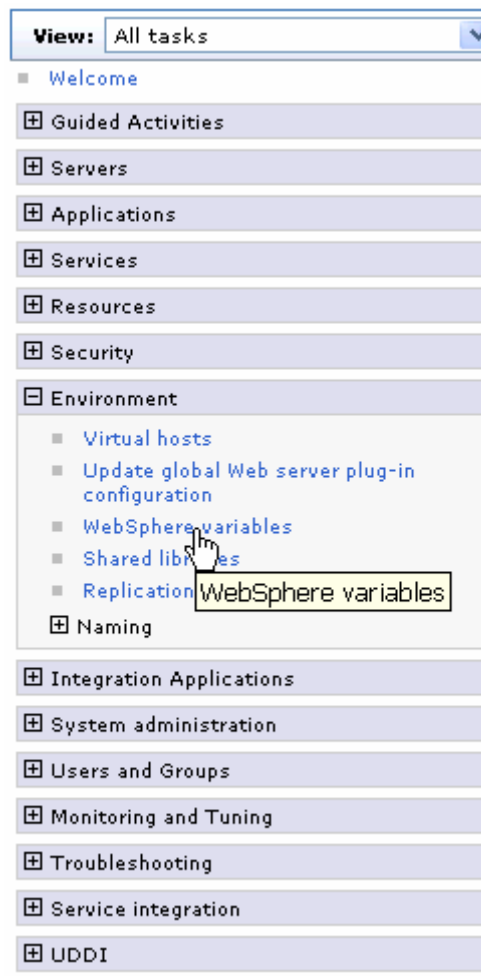 View: All tasks
Welcome
Guided Activities
Servers
Applications
Services
Resources
Security
Environment
Virtual hosts
Update global Web server plug-in
configuration
WebSphere variables
Shared
Replication
WebSphere variables
Naming
Integration Applications
System administration
Users and Groups
Monitoring and Tuning
Troubleshooting
Service integration
UDDI